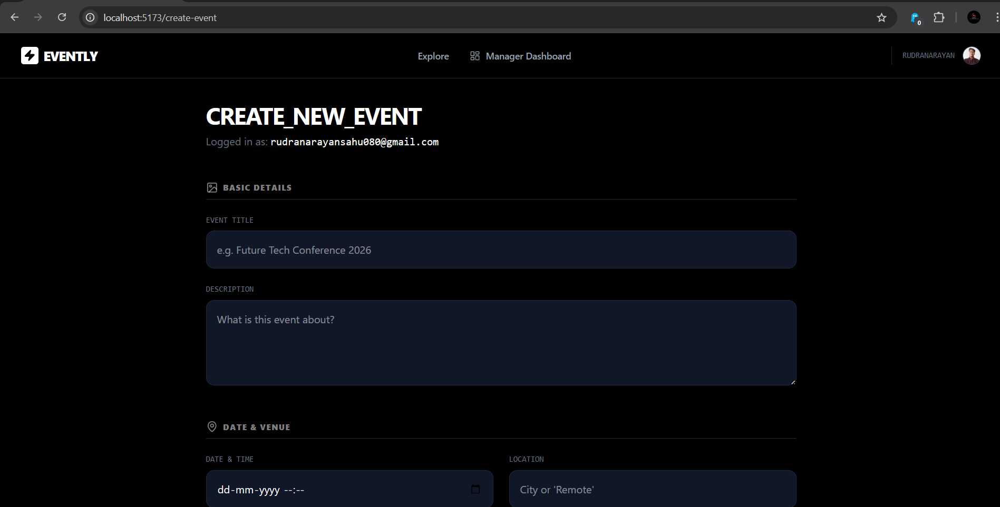 localhost:5173/create-event
0
EVENTLY
Explore
Manager Dashboard
RUDRANARAYAN
CREATE_NEW_EVENT
Logged in as: rudranarayansahu080@gmail.com
BASIC DETAILS
EVENT TITLE
e.g. Future Tech Conference 2026
DESCRIPTION
What is this event about?
DATE & VENUE
DATE & TIME
LOCATION
dd-mm-yyyy --:--
City or 'Remote'